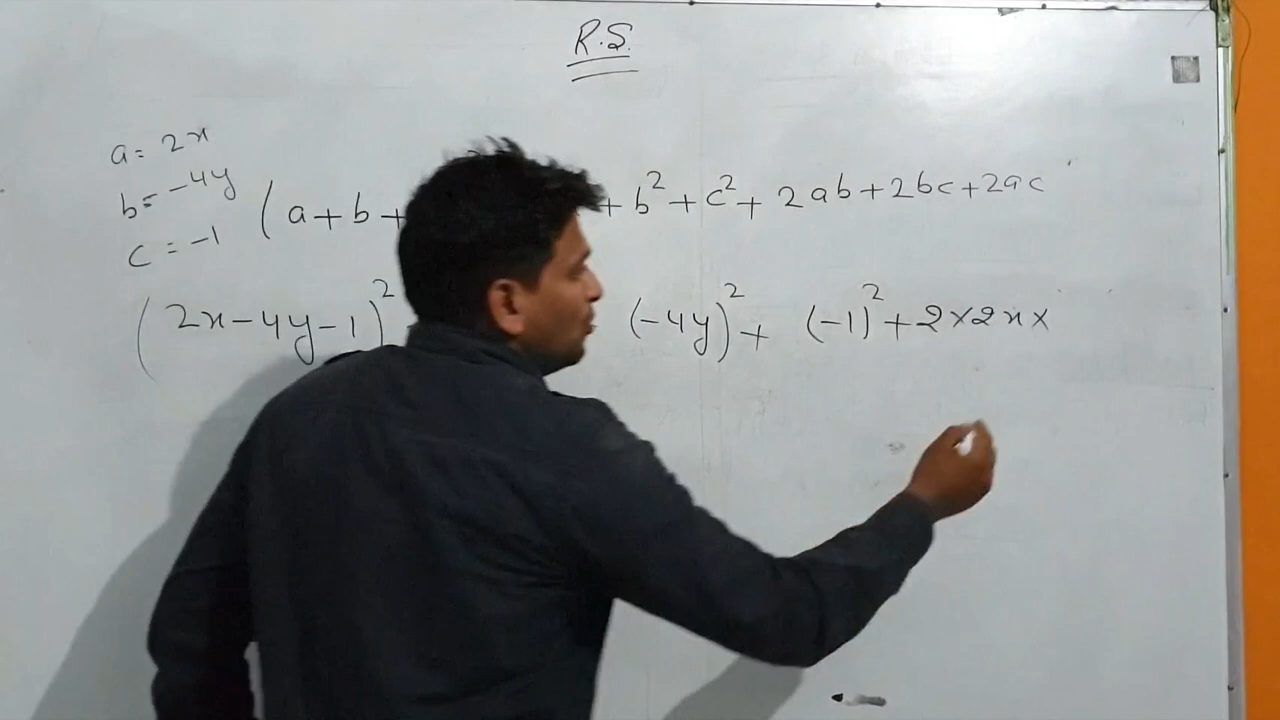 R.S.
a = 2x
b = -4y
c = -1
(a+b+ + b² + c² + 2ab + 2bc + 2ac
(2x-4y-1)² (-4y)² + (-1)² + 2×2x×